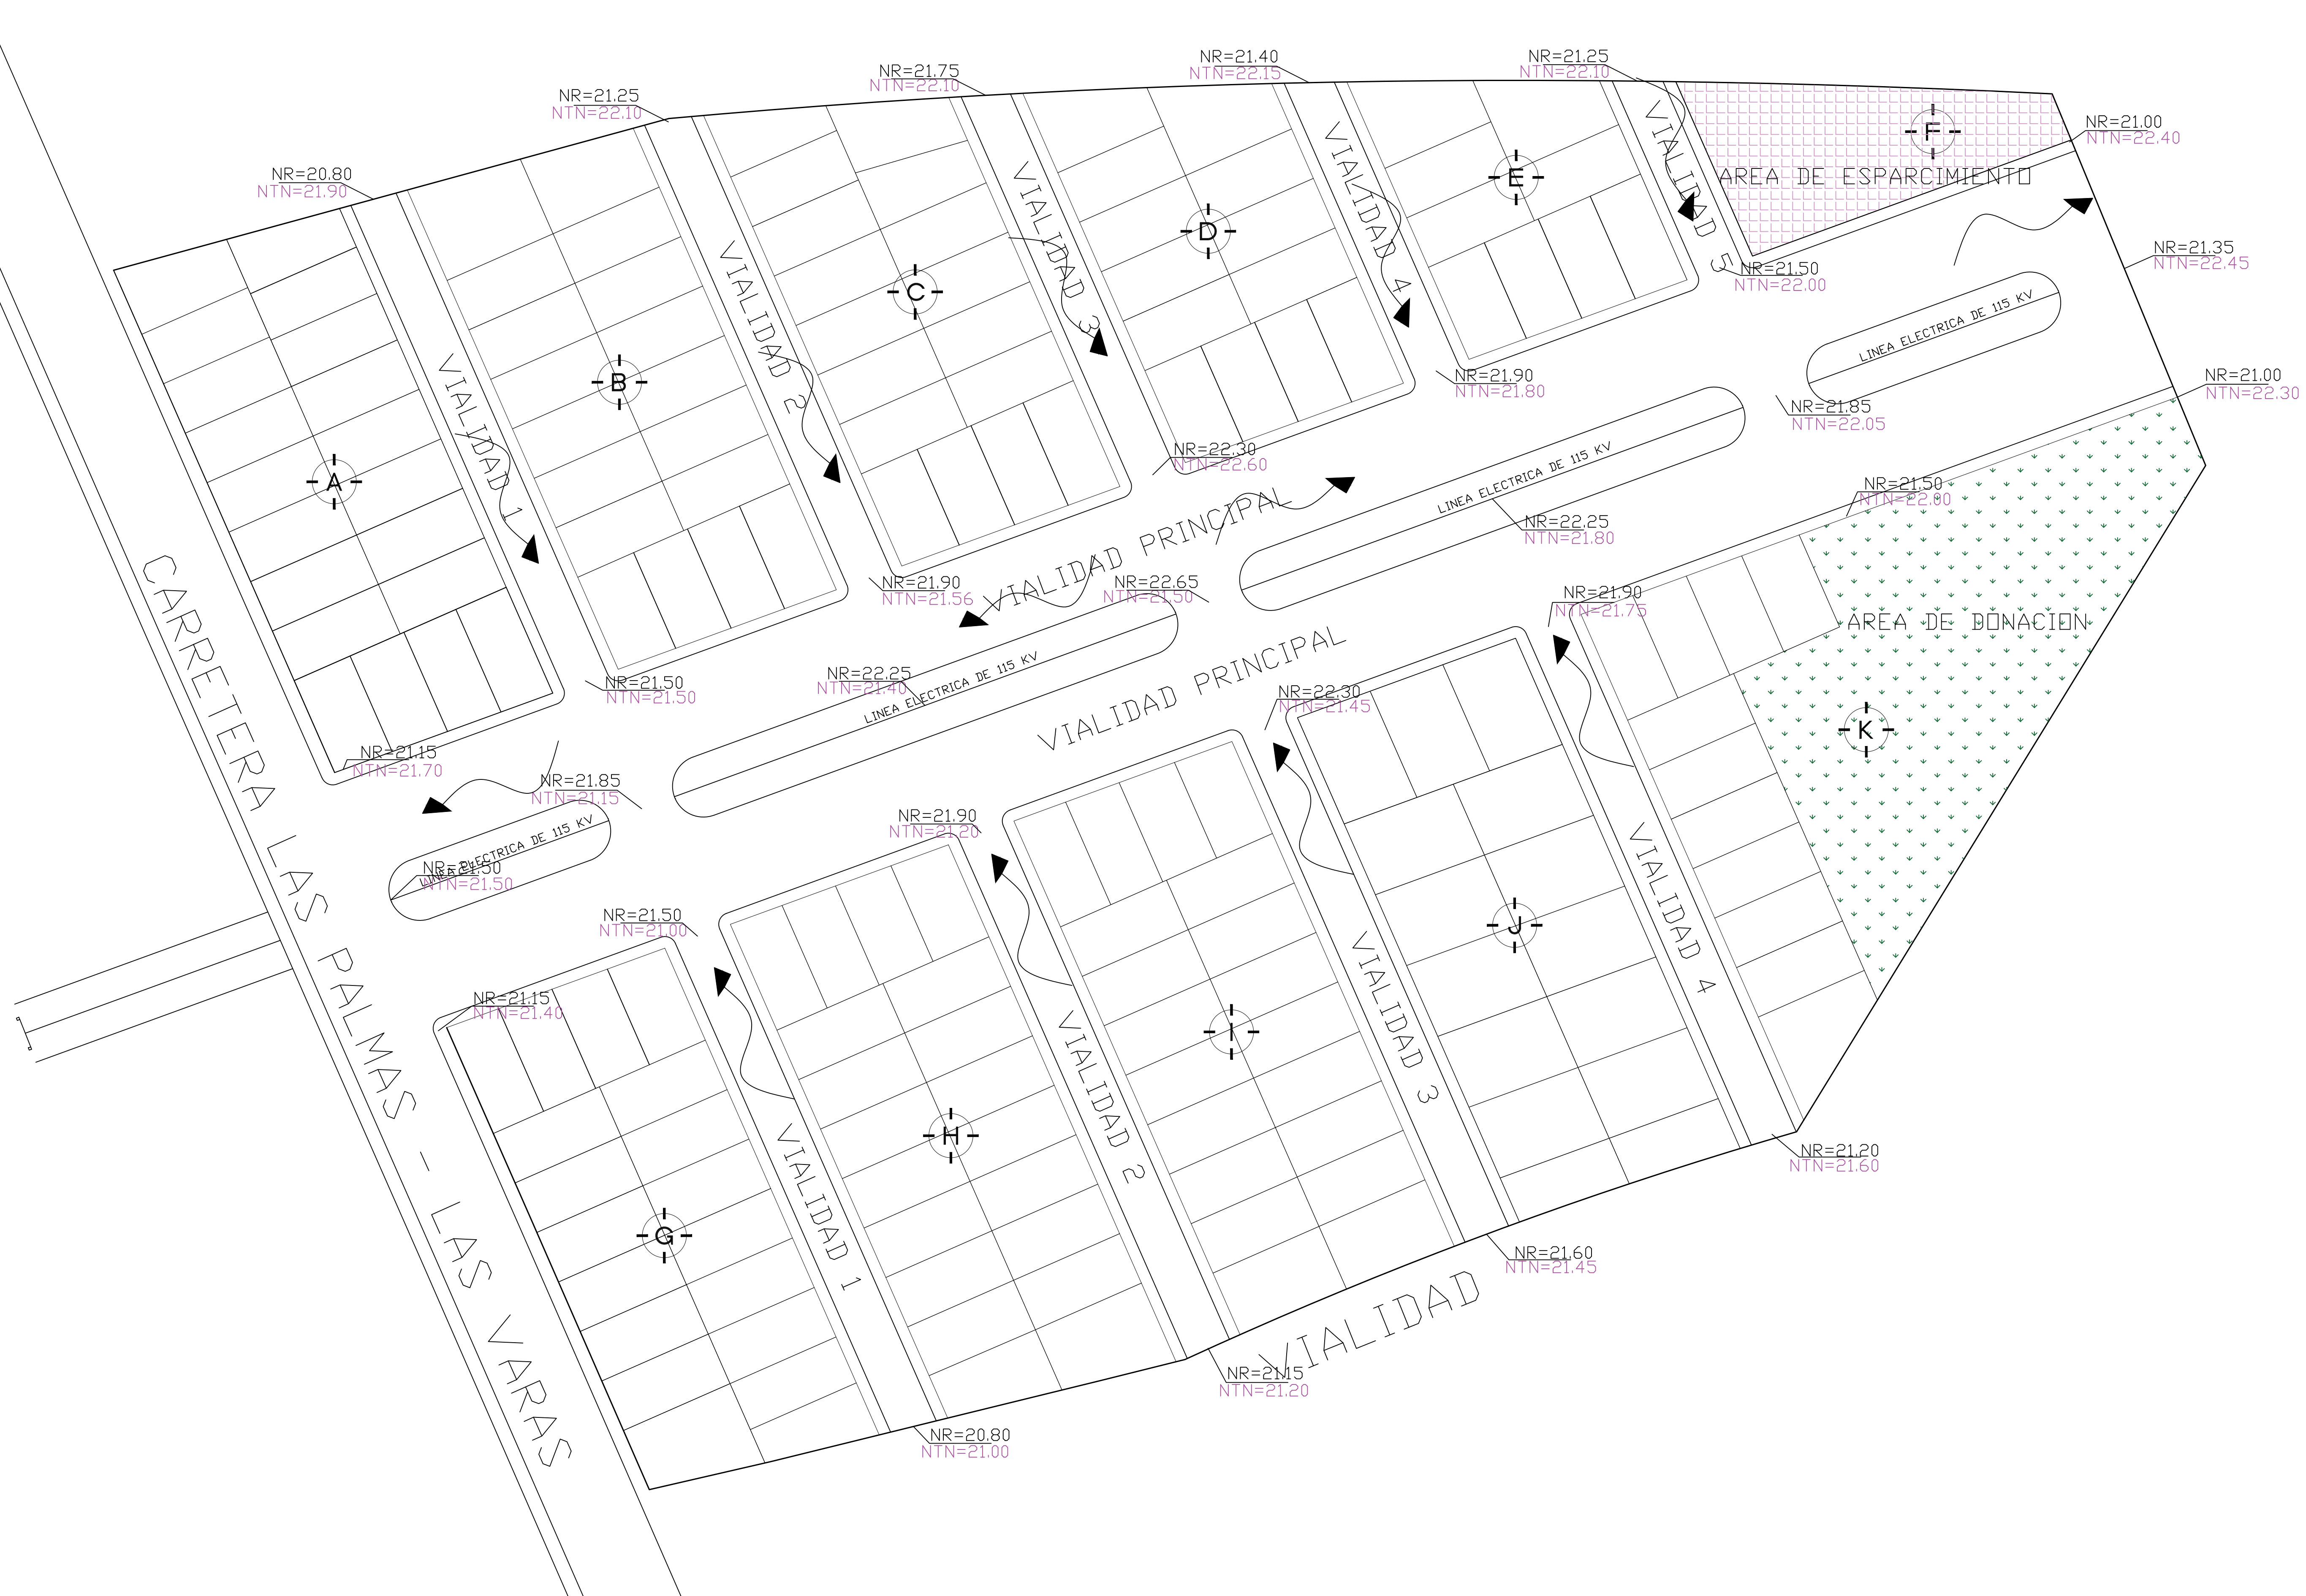 NR=21.40
NTN=22.15
NR=21.25
NTN=22.10
NR=21.75
NTN=22.10
NR=21.25
NTN=22.10
NR=21.00
NTN=22.40
F
AREA DE ESPARCIMIENTO
NR=20.80
NTN=21.90
VIALIDAD 5
VIALIDAD 4
VIALIDAD 3
E
D
NR=21.35
NTN=22.45
NR=21.50
NTN=22.00
C
VIALIDAD 2
LINEA ELECTRICA DE 115 KV
B
VIALIDAD 1
NR=21.90
NTN=21.80
NR=21.00
NTN=22.30
NR=21.85
NTN=22.05
A
NR=22.30
NTN=22.60
LINEA ELECTRICA DE 115 KV
NR=21.50
NTN=22.00
NR=22.25
NTN=21.80
VIALIDAD PRINCIPAL
NR=21.90
NTN=21.56
NR=22.65
NTN=21.50
NR=21.90
NTN=21.75
AREA DE DONACION
CARRETERA LAS PALMAS - LAS VARAS
VIALIDAD PRINCIPAL
NR=22.25
NTN=21.40
LINEA ELECTRICA DE 115 KV
NR=21.50
NTN=21.50
NR=22.30
NTN=21.45
K
NR=21.15
NTN=21.70
NR=21.85
NTN=21.15
LINEA ELECTRICA DE 115 KV
NR=21.50
NTN=21.50
NR=21.90
NTN=21.20
NR=21.50
NTN=21.00
J
VIALIDAD 4
NR=21.15
NTN=21.40
I
VIALIDAD 3
VIALIDAD 2
H
VIALIDAD 1
G
NR=21.20
NTN=21.60
NR=21.60
NTN=21.45
VIALIDAD
NR=21.15
NTN=21.20
NR=20.80
NTN=21.00